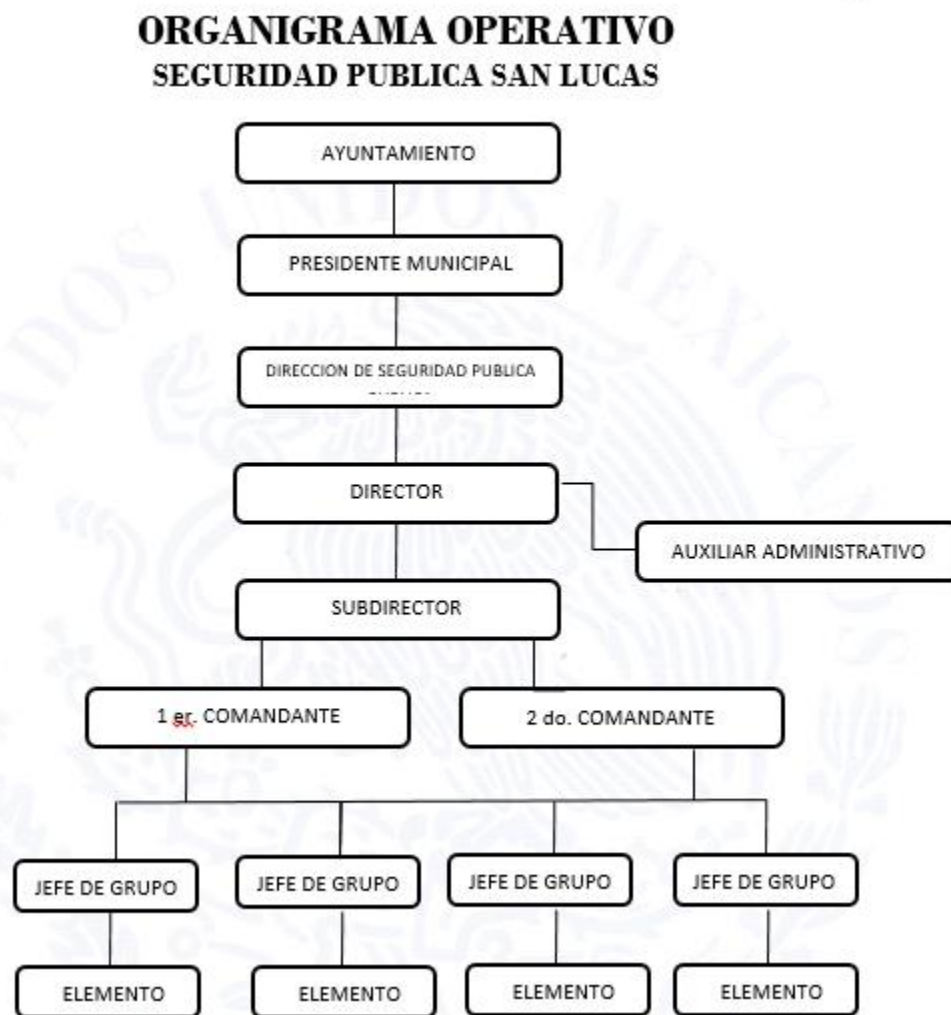 ORGANIGRAMA OPERATIVO
SEGURIDAD PUBLICA SAN LUCAS
AYUNTAMIENTO
PRESIDENTE MUNICIPAL
DIRECCION DE SEGURIDAD PUBLICA
DIRECTOR
AUXILIAR ADMINISTRATIVO
SUBDIRECTOR
1 er. COMANDANTE
2 do. COMANDANTE
JEFE DE GRUPO
JEFE DE GRUPO
JEFE DE GRUPO
JEFE DE GRUPO
ELEMENTO
ELEMENTO
ELEMENTO
ELEMENTO
UNIDOS MEXICANOS